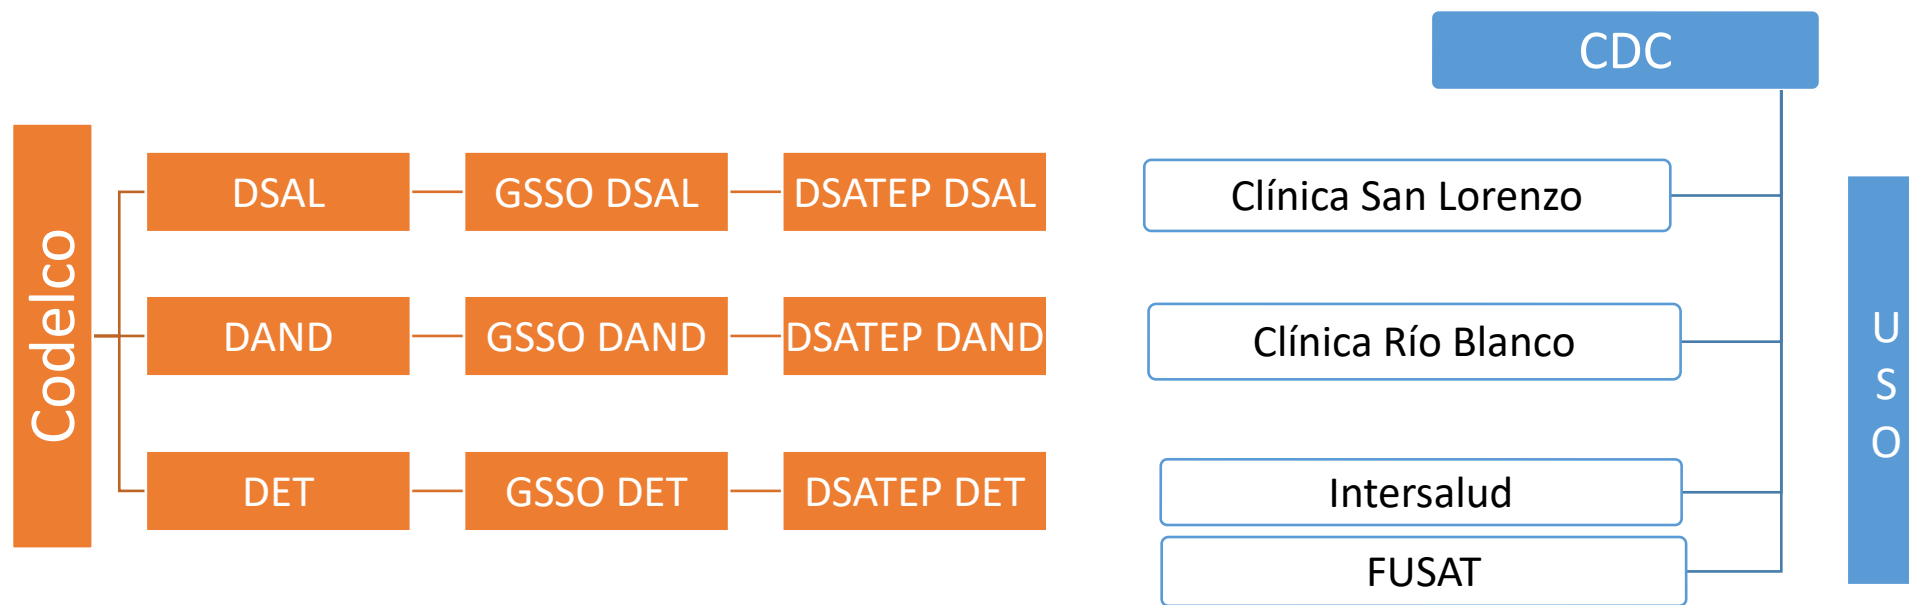 CDC
Codelco
DSAL
GSSO DSAL
DSATEP DSAL
Clínica San Lorenzo
DAND
GSSO DAND
DSATEP DAND
Clínica Río Blanco
DET
GSSO DET
DSATEP DET
Intersalud
FUSAT
U
S
O